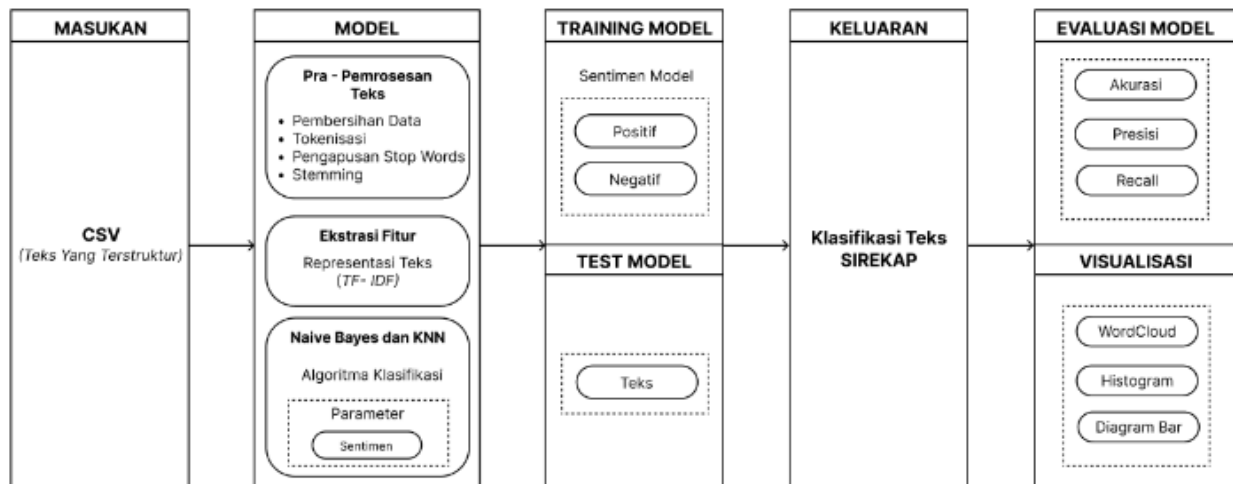 MASUKAN
CSV
(Teks Yang Terstruktur)
MODEL
Pra - Pemrosesan
Teks
• Pembersihan Data
• Tokenisasi
• Pengapusan Stop Words
• Stemming
Ekstrasi Fitur
Representasi Teks
(TF- IDF)
Naive Bayes dan KNN
Algoritma Klasifikasi
Parameter
Sentimen
TRAINING MODEL
Sentimen Model
Positif
Negatif
TEST MODEL
Teks
KELUARAN
Klasifikasi Teks
SIREKAP
EVALUASI MODEL
Akurasi
Presisi
Recall
VISUALISASI
WordCloud
Histogram
Diagram Bar